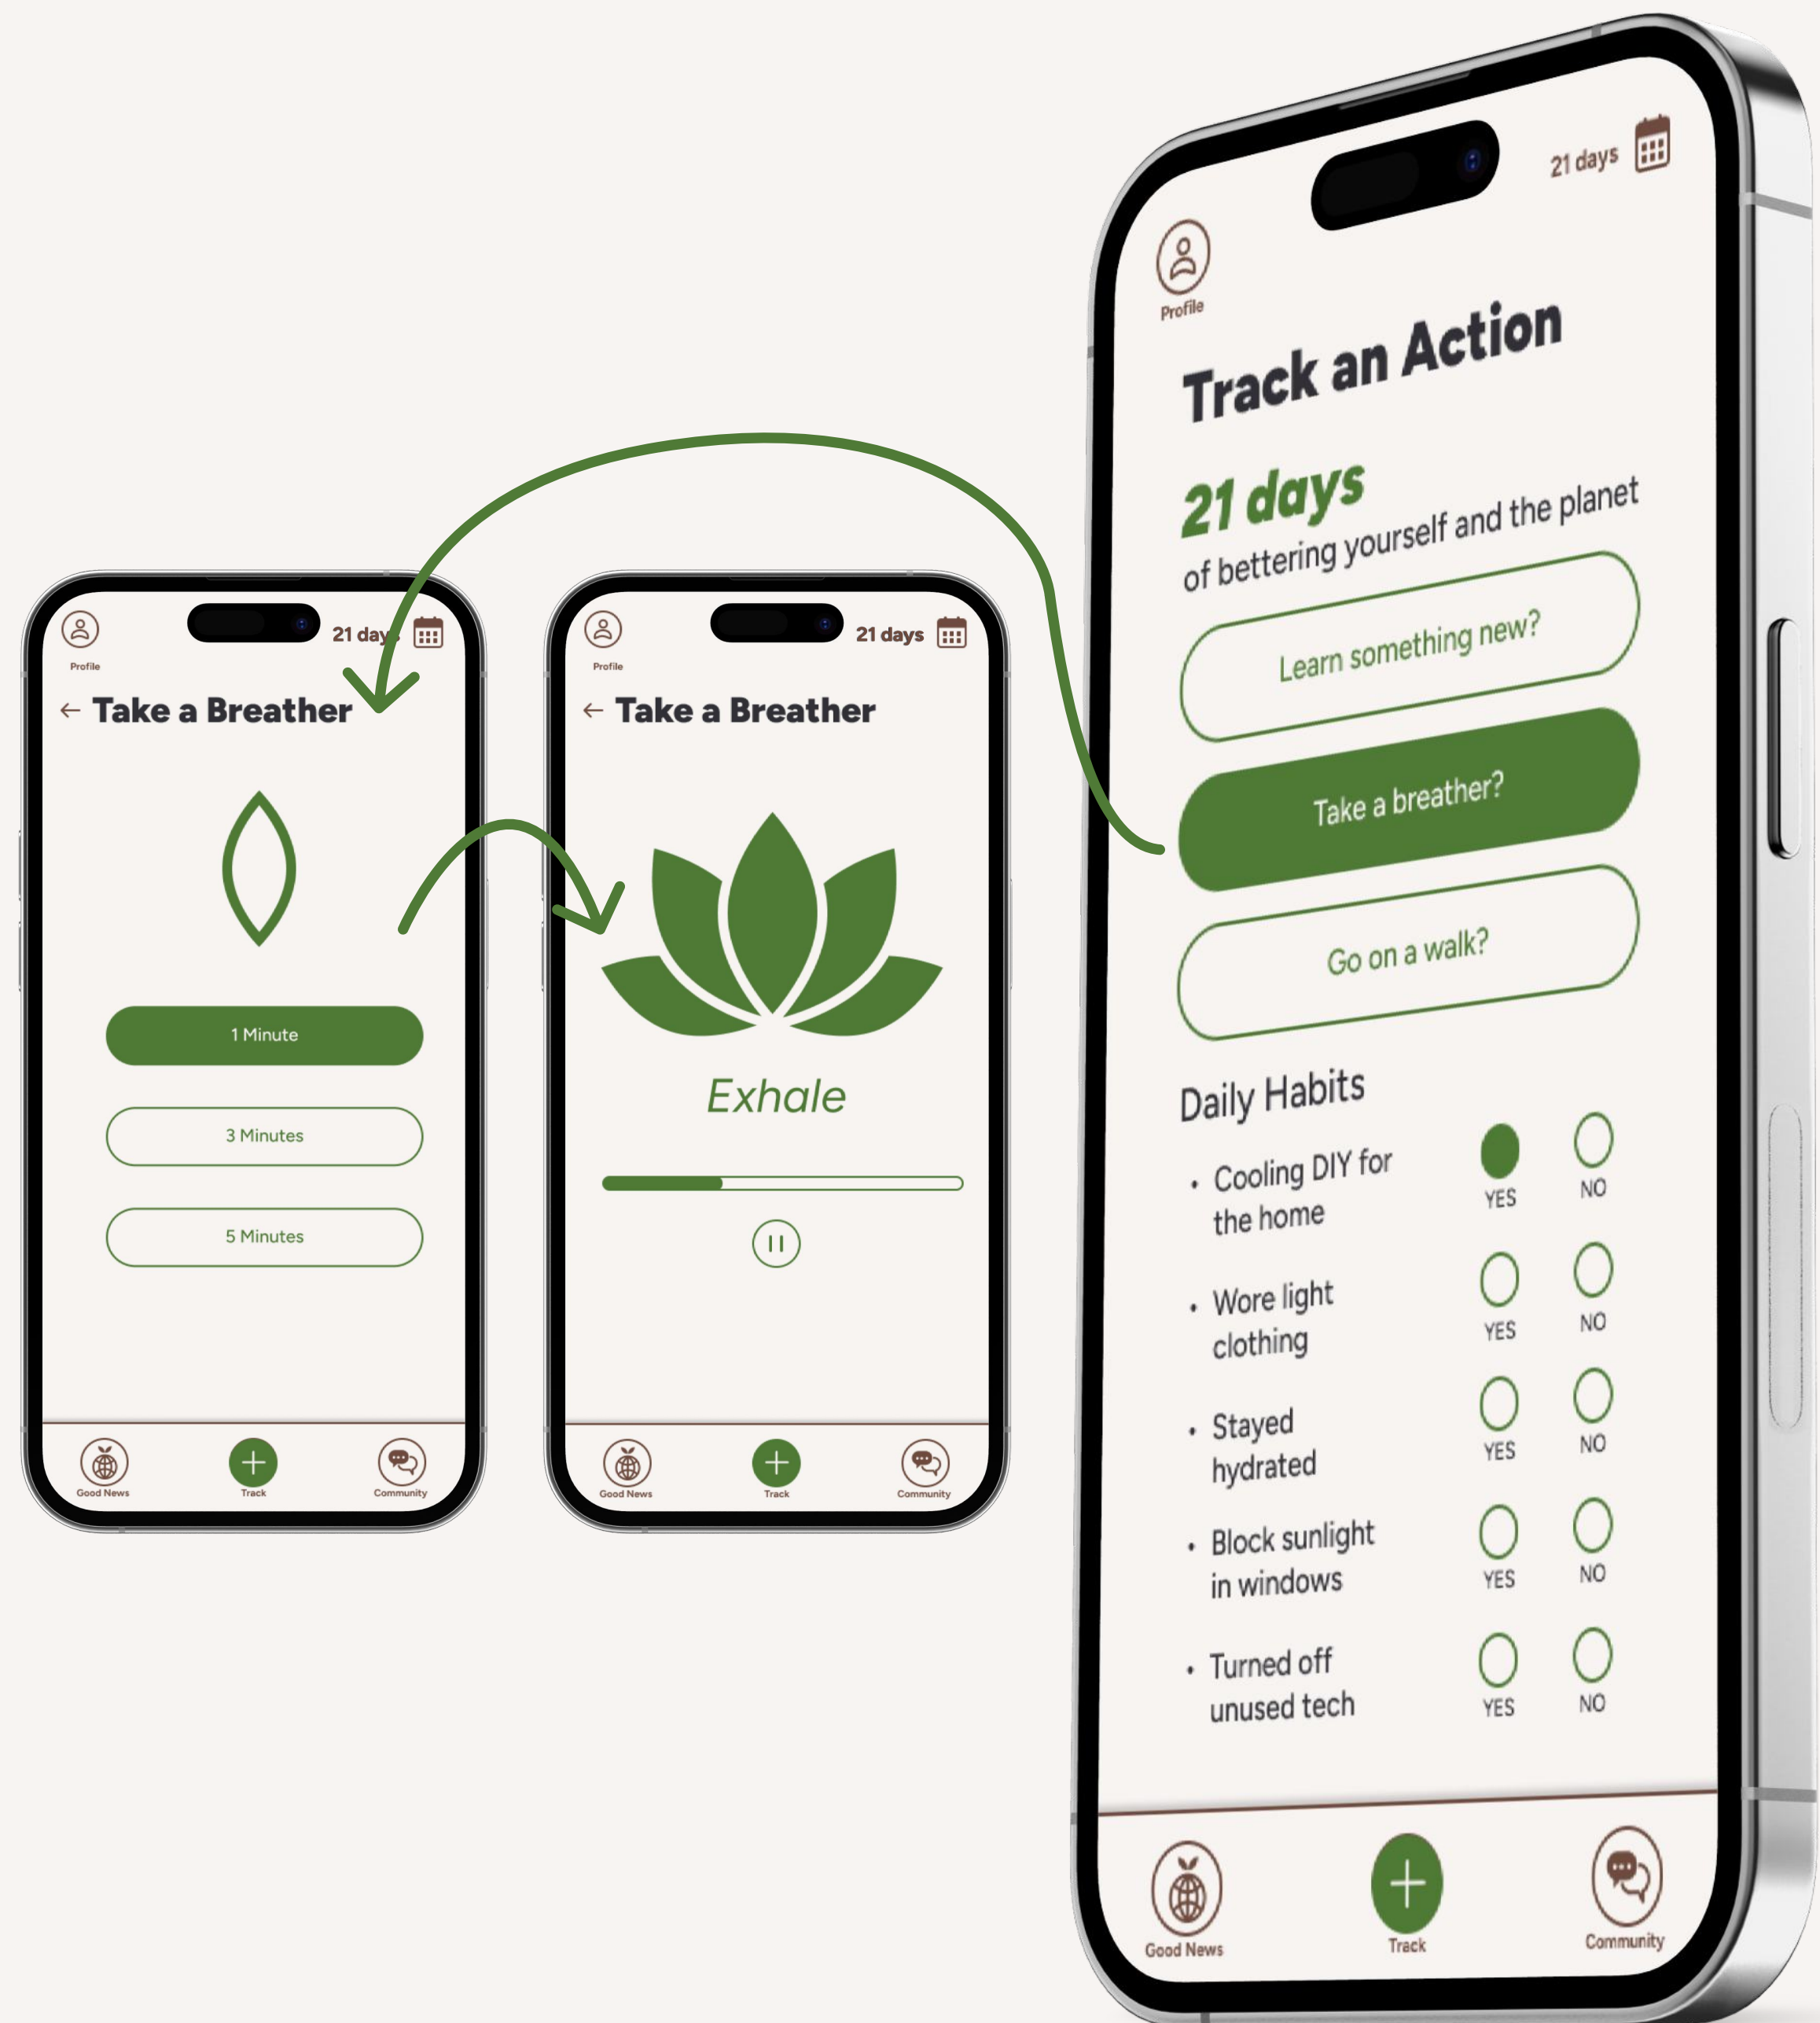 21 days
Profile
Take a Breather
1 Minute
3 Minutes
5 Minutes
Good News
Track
Community
21 days
Profile
Take a Breather
Exhale
Good News
Track
Community
21 days
Profile
Track an Action
21 days
of bettering yourself and the planet
Learn something new?
Take a breather?
Go on a walk?
Daily Habits
• Cooling DIY for
the home
YES NO
• Wore light
clothing
YES NO
• Stayed
hydrated
YES NO
• Block sunlight
in windows
YES NO
• Turned off
unused tech
YES NO
Good News
Track
Community